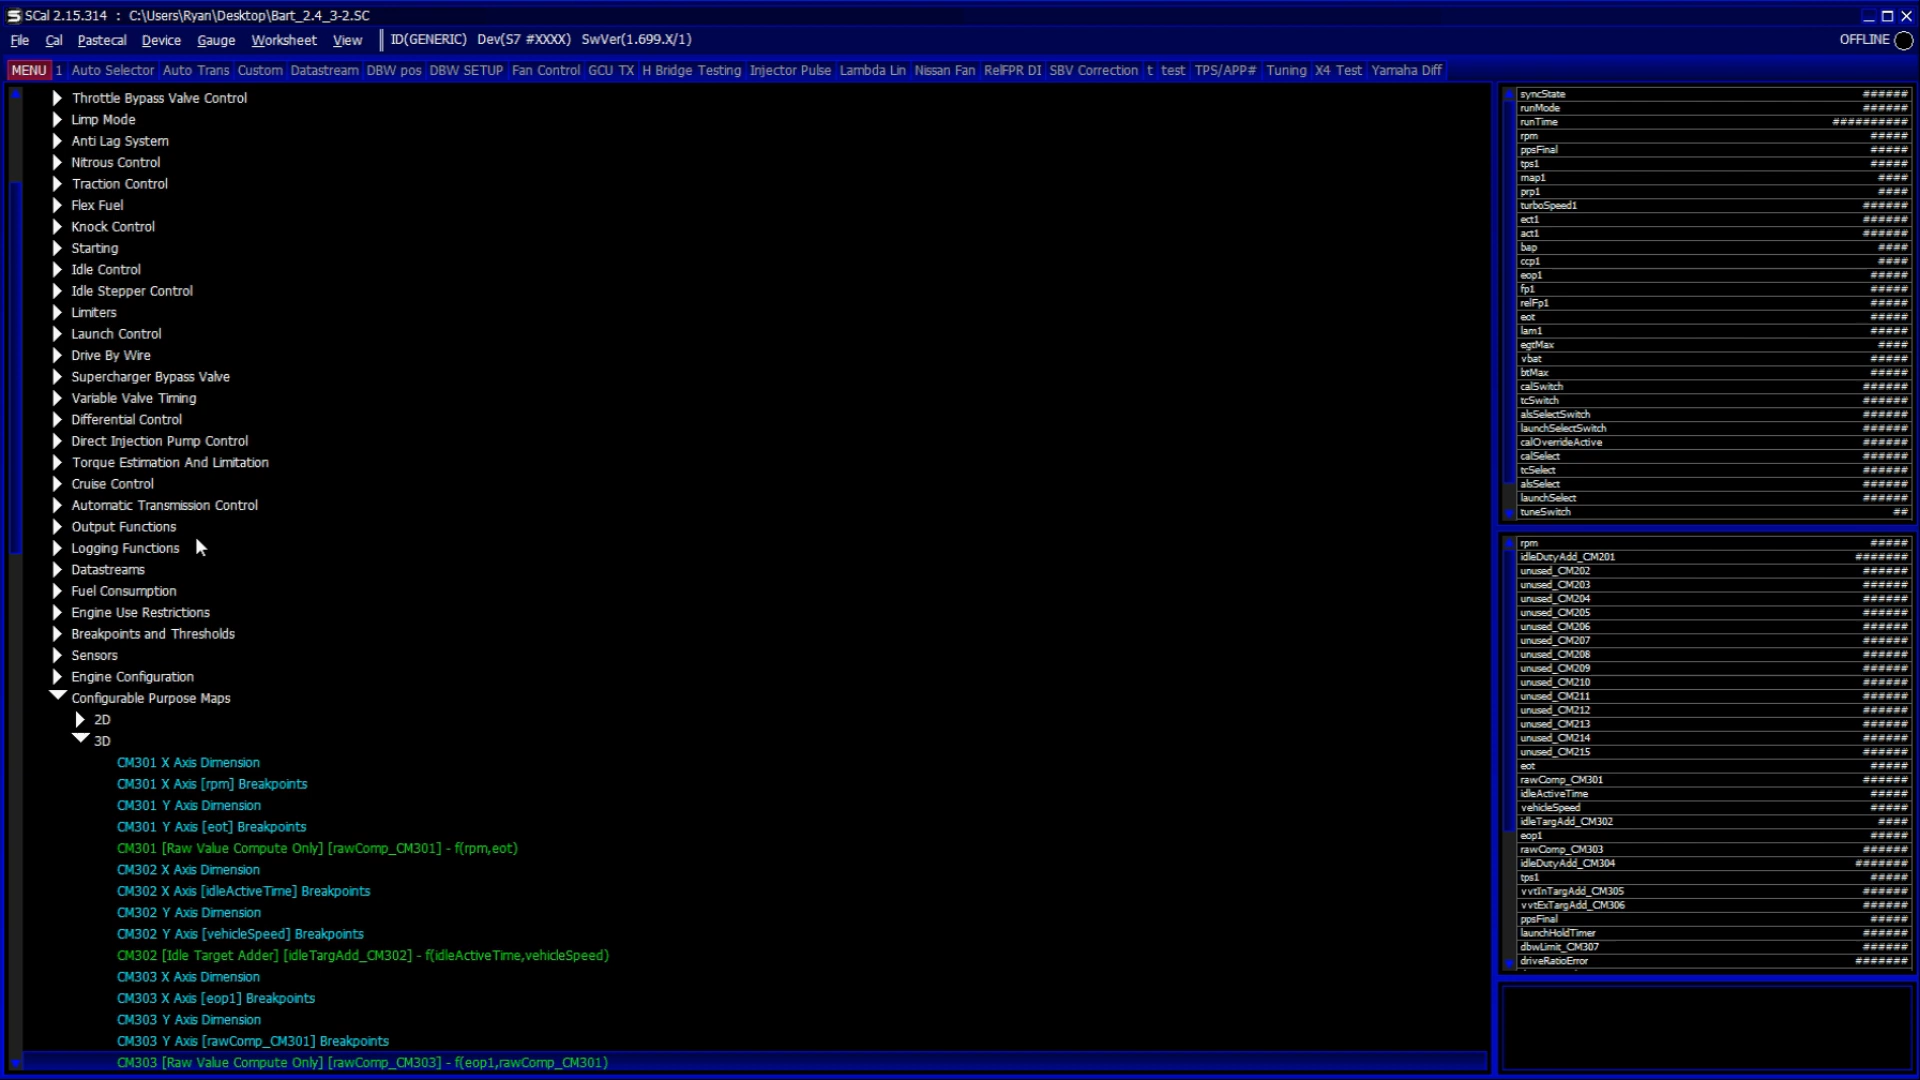 SCal 2.15.314 : C:\Users\Ryan\Desktop\Bart_2.4_3-2.SC
File Cal Pastecal Device Gauge Worksheet View ID(GENERIC) Dev(S7 #XXXX) SwVer(1.699.X/1) OFFLINE
MENU 1 Auto Selector Auto Trans Custom Datastream DBW pos DBW SETUP Fan Control GCU TX H Bridge Testing Injector Pulse Lambda Lin Nissan Fan RelFPR DI SBV Correction t test TPS/APP# Tuning X4 Test Yamaha Diff
Throttle Bypass Valve Control
Limp Mode
Anti Lag System
Nitrous Control
Traction Control
Flex Fuel
Knock Control
Starting
Idle Control
Idle Stepper Control
Limiters
Launch Control
Drive By Wire
Supercharger Bypass Valve
Variable Valve Timing
Differential Control
Direct Injection Pump Control
Torque Estimation And Limitation
Cruise Control
Automatic Transmission Control
Output Functions
Logging Functions
Datastreams
Fuel Consumption
Engine Use Restrictions
Breakpoints and Thresholds
Sensors
Engine Configuration
Configurable Purpose Maps
2D
3D
CM301 X Axis Dimension
CM301 X Axis [rpm] Breakpoints
CM301 Y Axis Dimension
CM301 Y Axis [eot] Breakpoints
CM301 [Raw Value Compute Only] [rawComp_CM301] - f(rpm,eot)
CM302 X Axis Dimension
CM302 X Axis [idleActiveTime] Breakpoints
CM302 Y Axis Dimension
CM302 Y Axis [vehicleSpeed] Breakpoints
CM302 [Idle Target Adder] [idleTargAdd_CM302] - f(idleActiveTime,vehicleSpeed)
CM303 X Axis Dimension
CM303 X Axis [eop1] Breakpoints
CM303 Y Axis Dimension
CM303 Y Axis [rawComp_CM301] Breakpoints
CM303 [Raw Value Compute Only] [rawComp_CM303] - f(eop1,rawComp_CM301)
syncState ######
runMode ######
runTime ##########
rpm #####
ppsFinal #####
tps1 #####
map1 ####
prp1 ####
turboSpeed1 ######
ect1 ######
act1 ######
bap ####
ccp1 ####
eop1 #####
fp1 #####
relFp1 #####
eot #####
lam1 #####
egtMax ####
vbat #####
btMax ####
calSwitch ######
tcSwitch ######
alsSelectSwitch ######
launchSelectSwitch ######
calOverrideActive ######
calSelect ######
tcSelect ######
alsSelect ######
launchSelect ######
tuneSwitch ##
rpm #####
idleDutyAdd_CM201 #######
unused_CM202 ######
unused_CM203 ######
unused_CM204 ######
unused_CM205 ######
unused_CM206 ######
unused_CM207 ######
unused_CM208 ######
unused_CM209 ######
unused_CM210 ######
unused_CM211 ######
unused_CM212 ######
unused_CM213 ######
unused_CM214 ######
unused_CM215 ######
eot #####
rawComp_CM301 ######
idleActiveTime #####
vehicleSpeed #####
idleTargAdd_CM302 ####
eop1 #####
rawComp_CM303 ######
idleDutyAdd_CM304 #######
tps1 #####
vvtInTargAdd_CM305 ######
vvtExTargAdd_CM306 ######
ppsFinal #####
launchHoldTimer ######
dbwLimit_CM307 ######
driveRatioError #######